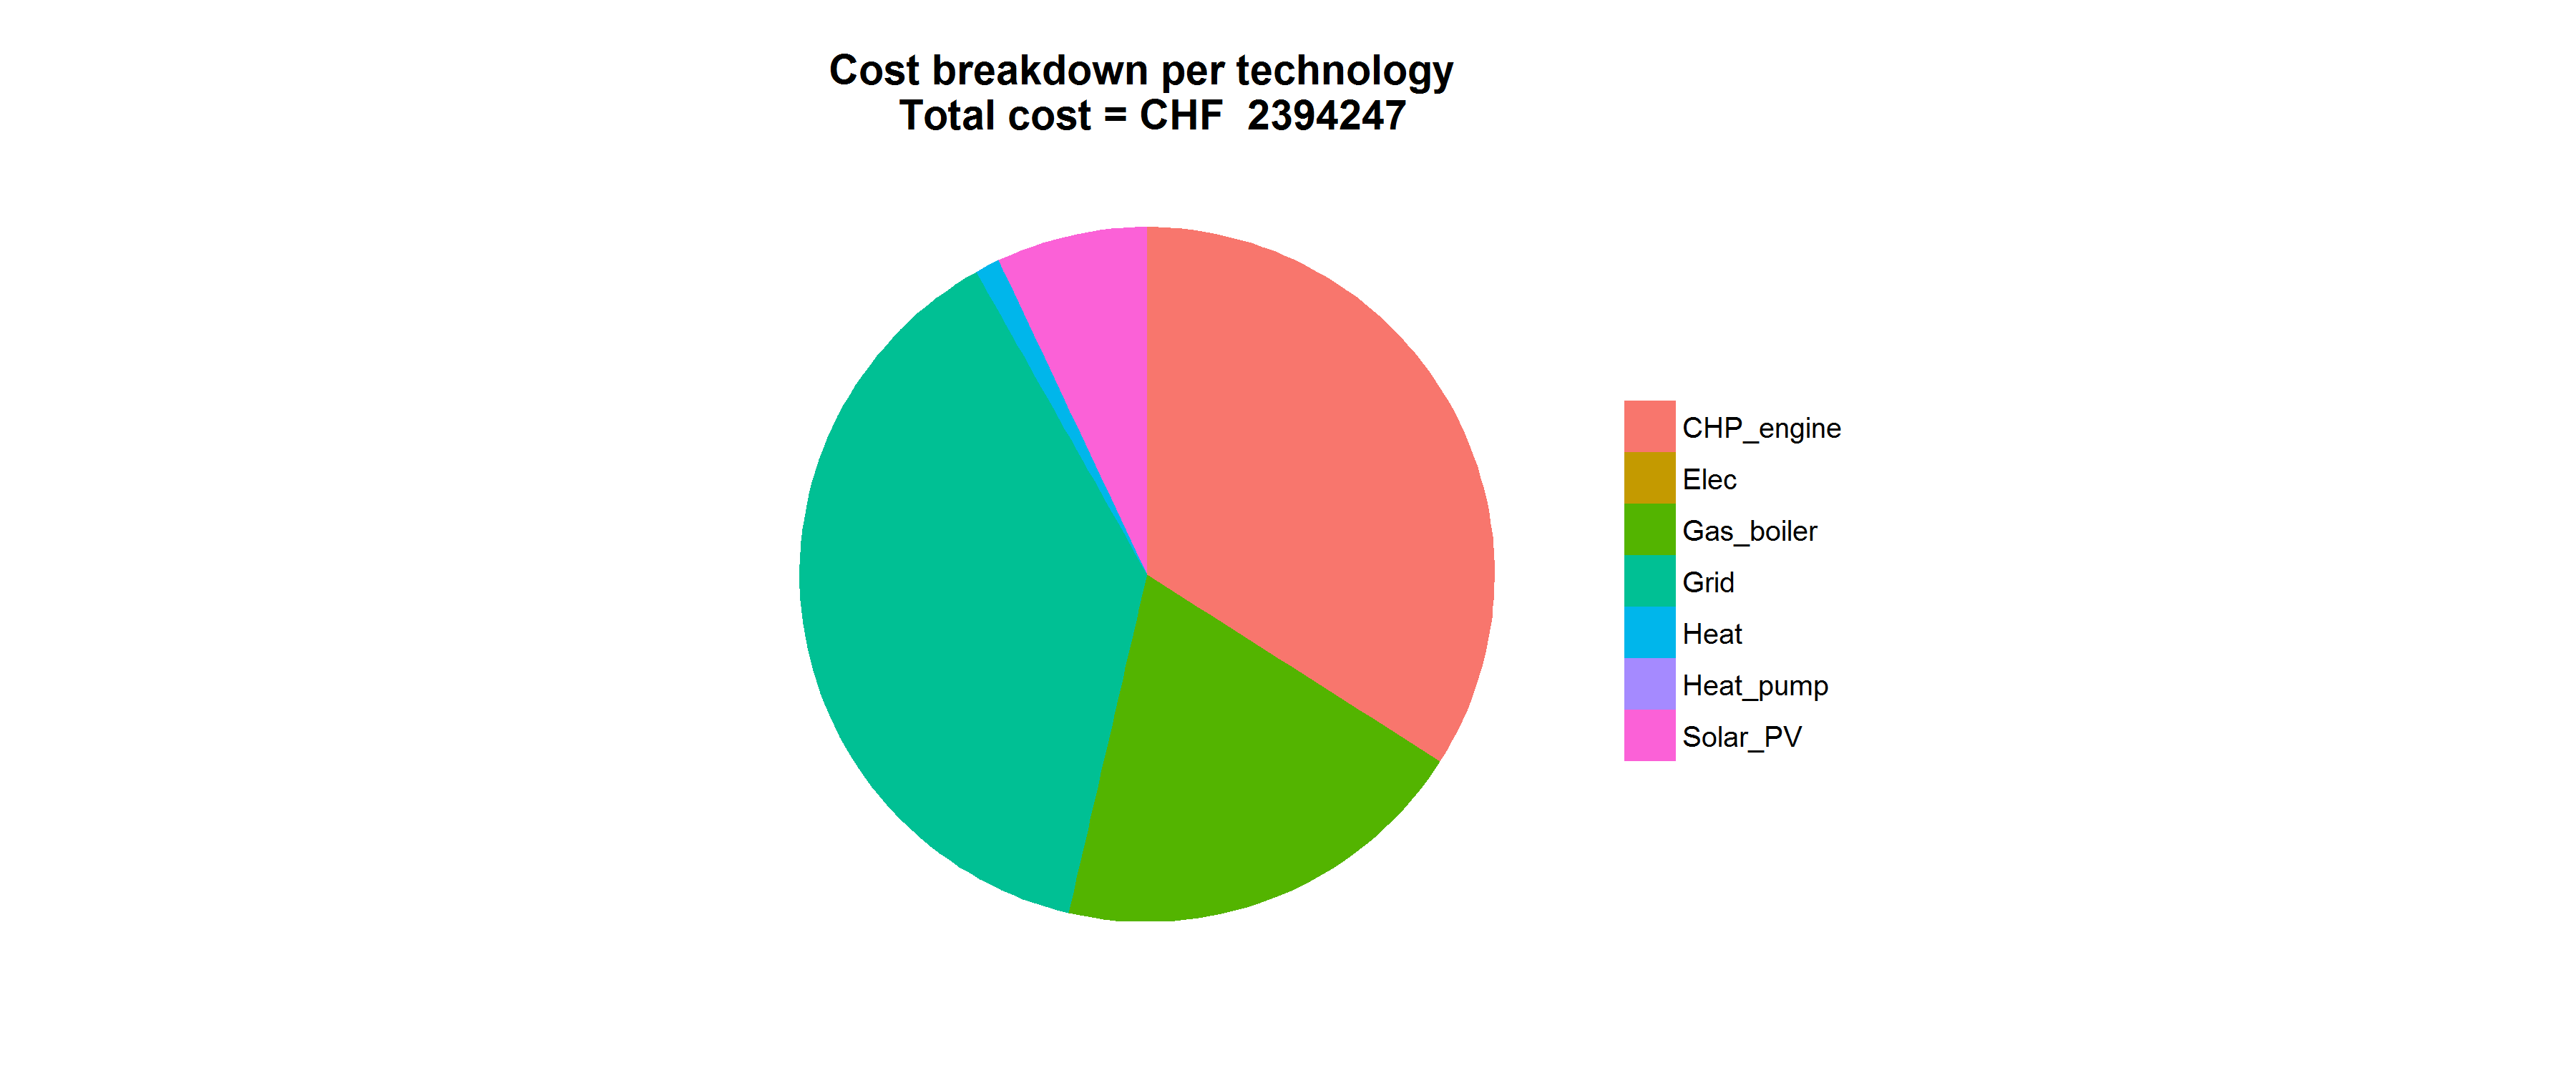 Cost breakdown per technology
Total cost = CHF  2394247
CHP_engine
Elec
Gas_boiler
Grid
Heat
Heat_pump
Solar_PV